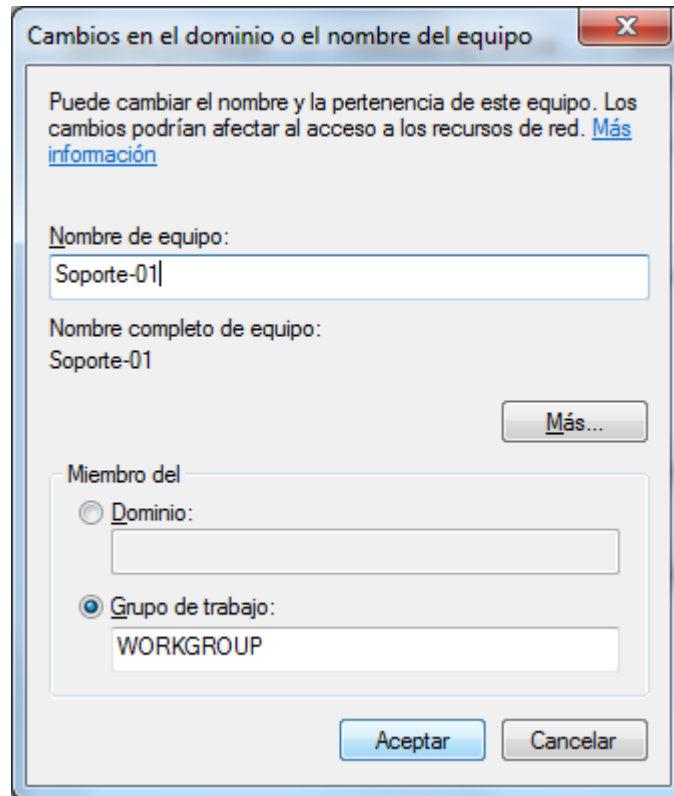 Cambios en el dominio o el nombre del equipo
Puede cambiar el nombre y la pertenencia de este equipo. Los
cambios podrían afectar al acceso a los recursos de red. Más
información
Nombre de equipo:
Soporte-01
Nombre completo de equipo:
Soporte-01
Más...
Miembro del
Dominio:
Grupo de trabajo:
WORKGROUP
Aceptar
Cancelar